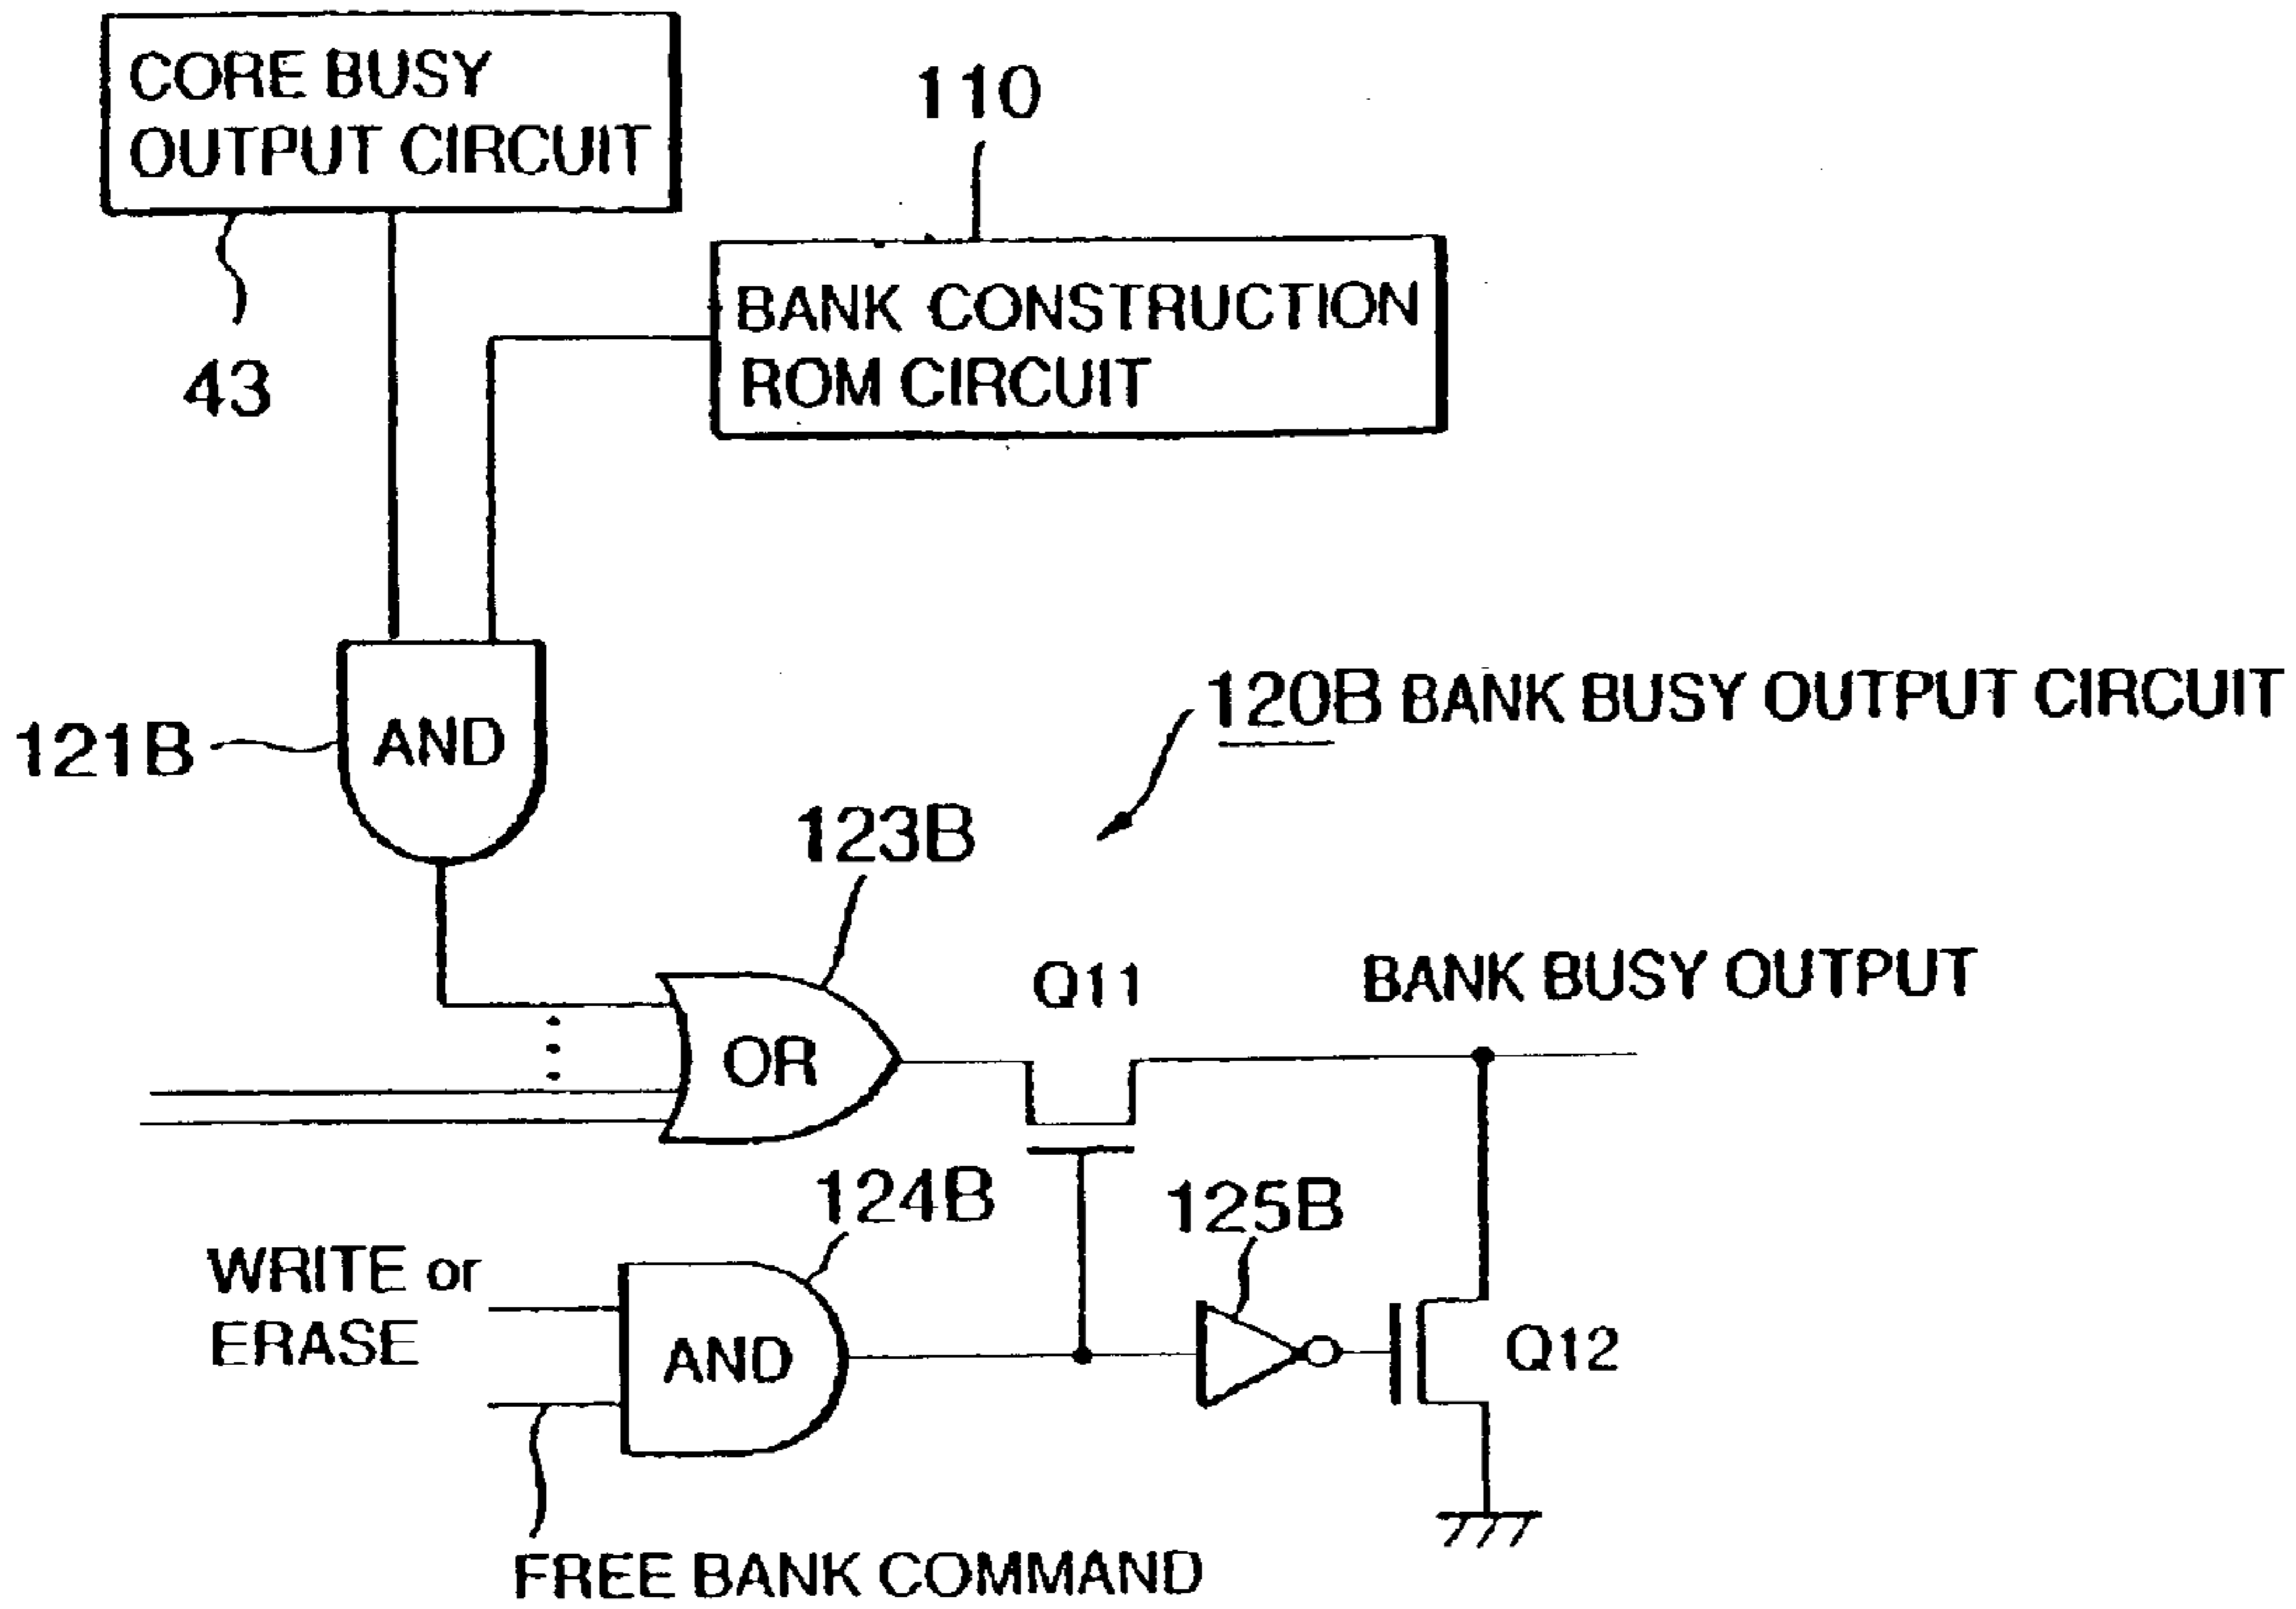 CORE BUSY
OUTPUT CIRCUIT
110
BANK CONSTRUCTION
ROM CIRCUIT
43
120B BANK BUSY OUTPUT CIRCUIT
121B
AND
123B
Q11
BANK BUSY OUTPUT
OR
124B
125B
WRITE or
ERASE
AND
Q12
FREE BANK COMMAND